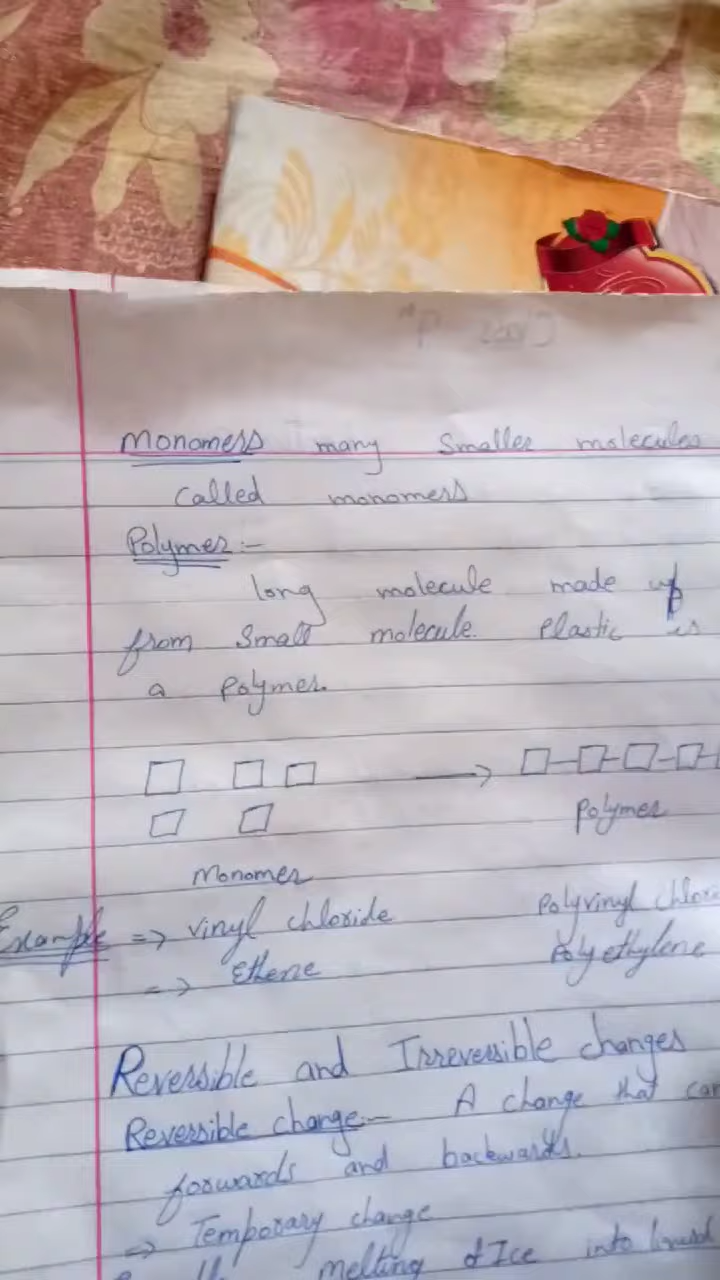 Monomers many smaller molecules
called monomers
Polymer:-
long molecule made up
from small molecule. Plastic is
a polymer.
Polymer
Monomer
Example => vinyl chloride Polyvinyl
=> Ethene Polyethylene
Reversible and Irreversible changes
Reversible change:- A change that can
forwards and backwards.
=> Temporary change
melting of Ice into liquid